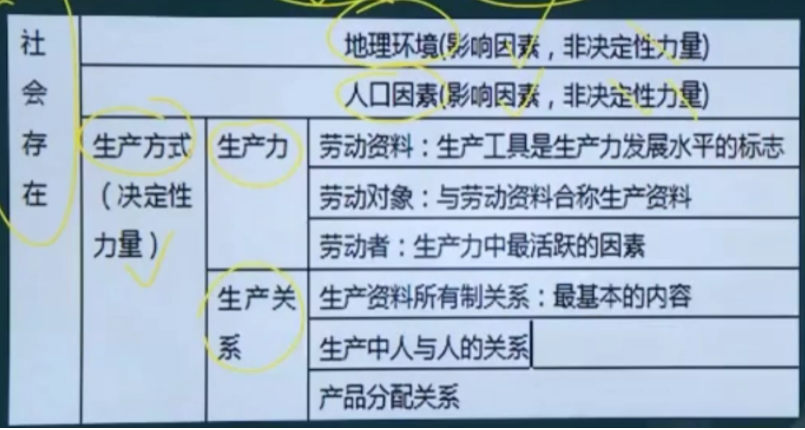 社会存在
地理环境(影响因素，非决定性力量)
人口因素(影响因素，非决定性力量)
生产方式
（决定性
力量）
生产力
劳动资料：生产工具是生产力发展水平的标志
劳动对象：与劳动资料合称生产资料
劳动者：生产力中最活跃的因素
生产关
系
生产资料所有制关系：最基本的内容
生产中人与人的关系
产品分配关系